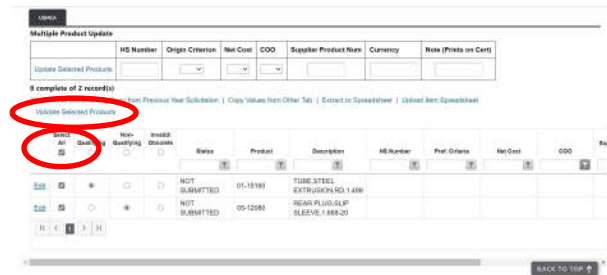 USMCA
Multiple Product Update
HS Number Origin Criterion Net Cost COO Supplier Product Num Currency Note (Prints on Cert)
Update Selected Products
0 complete of 2 record(s)
from Previous Year Solicitation | Copy Values from Other Tab | Extract to Spreadsheet | Upload Item Spreadsheet
Validate Selected Products
Select All Qualifying Non-Qualifying Invalid/Obsolete Status Product Description HS Number Pref. Criteria Net Cost COO
Edit NOT SUBMITTED 01-18160 TUBE,STEEL EXTRUSION,RD,1.499
Edit NOT SUBMITTED 05-12080 REAR PLUG,SLIP SLEEVE,1.668-20
1
BACK TO TOP